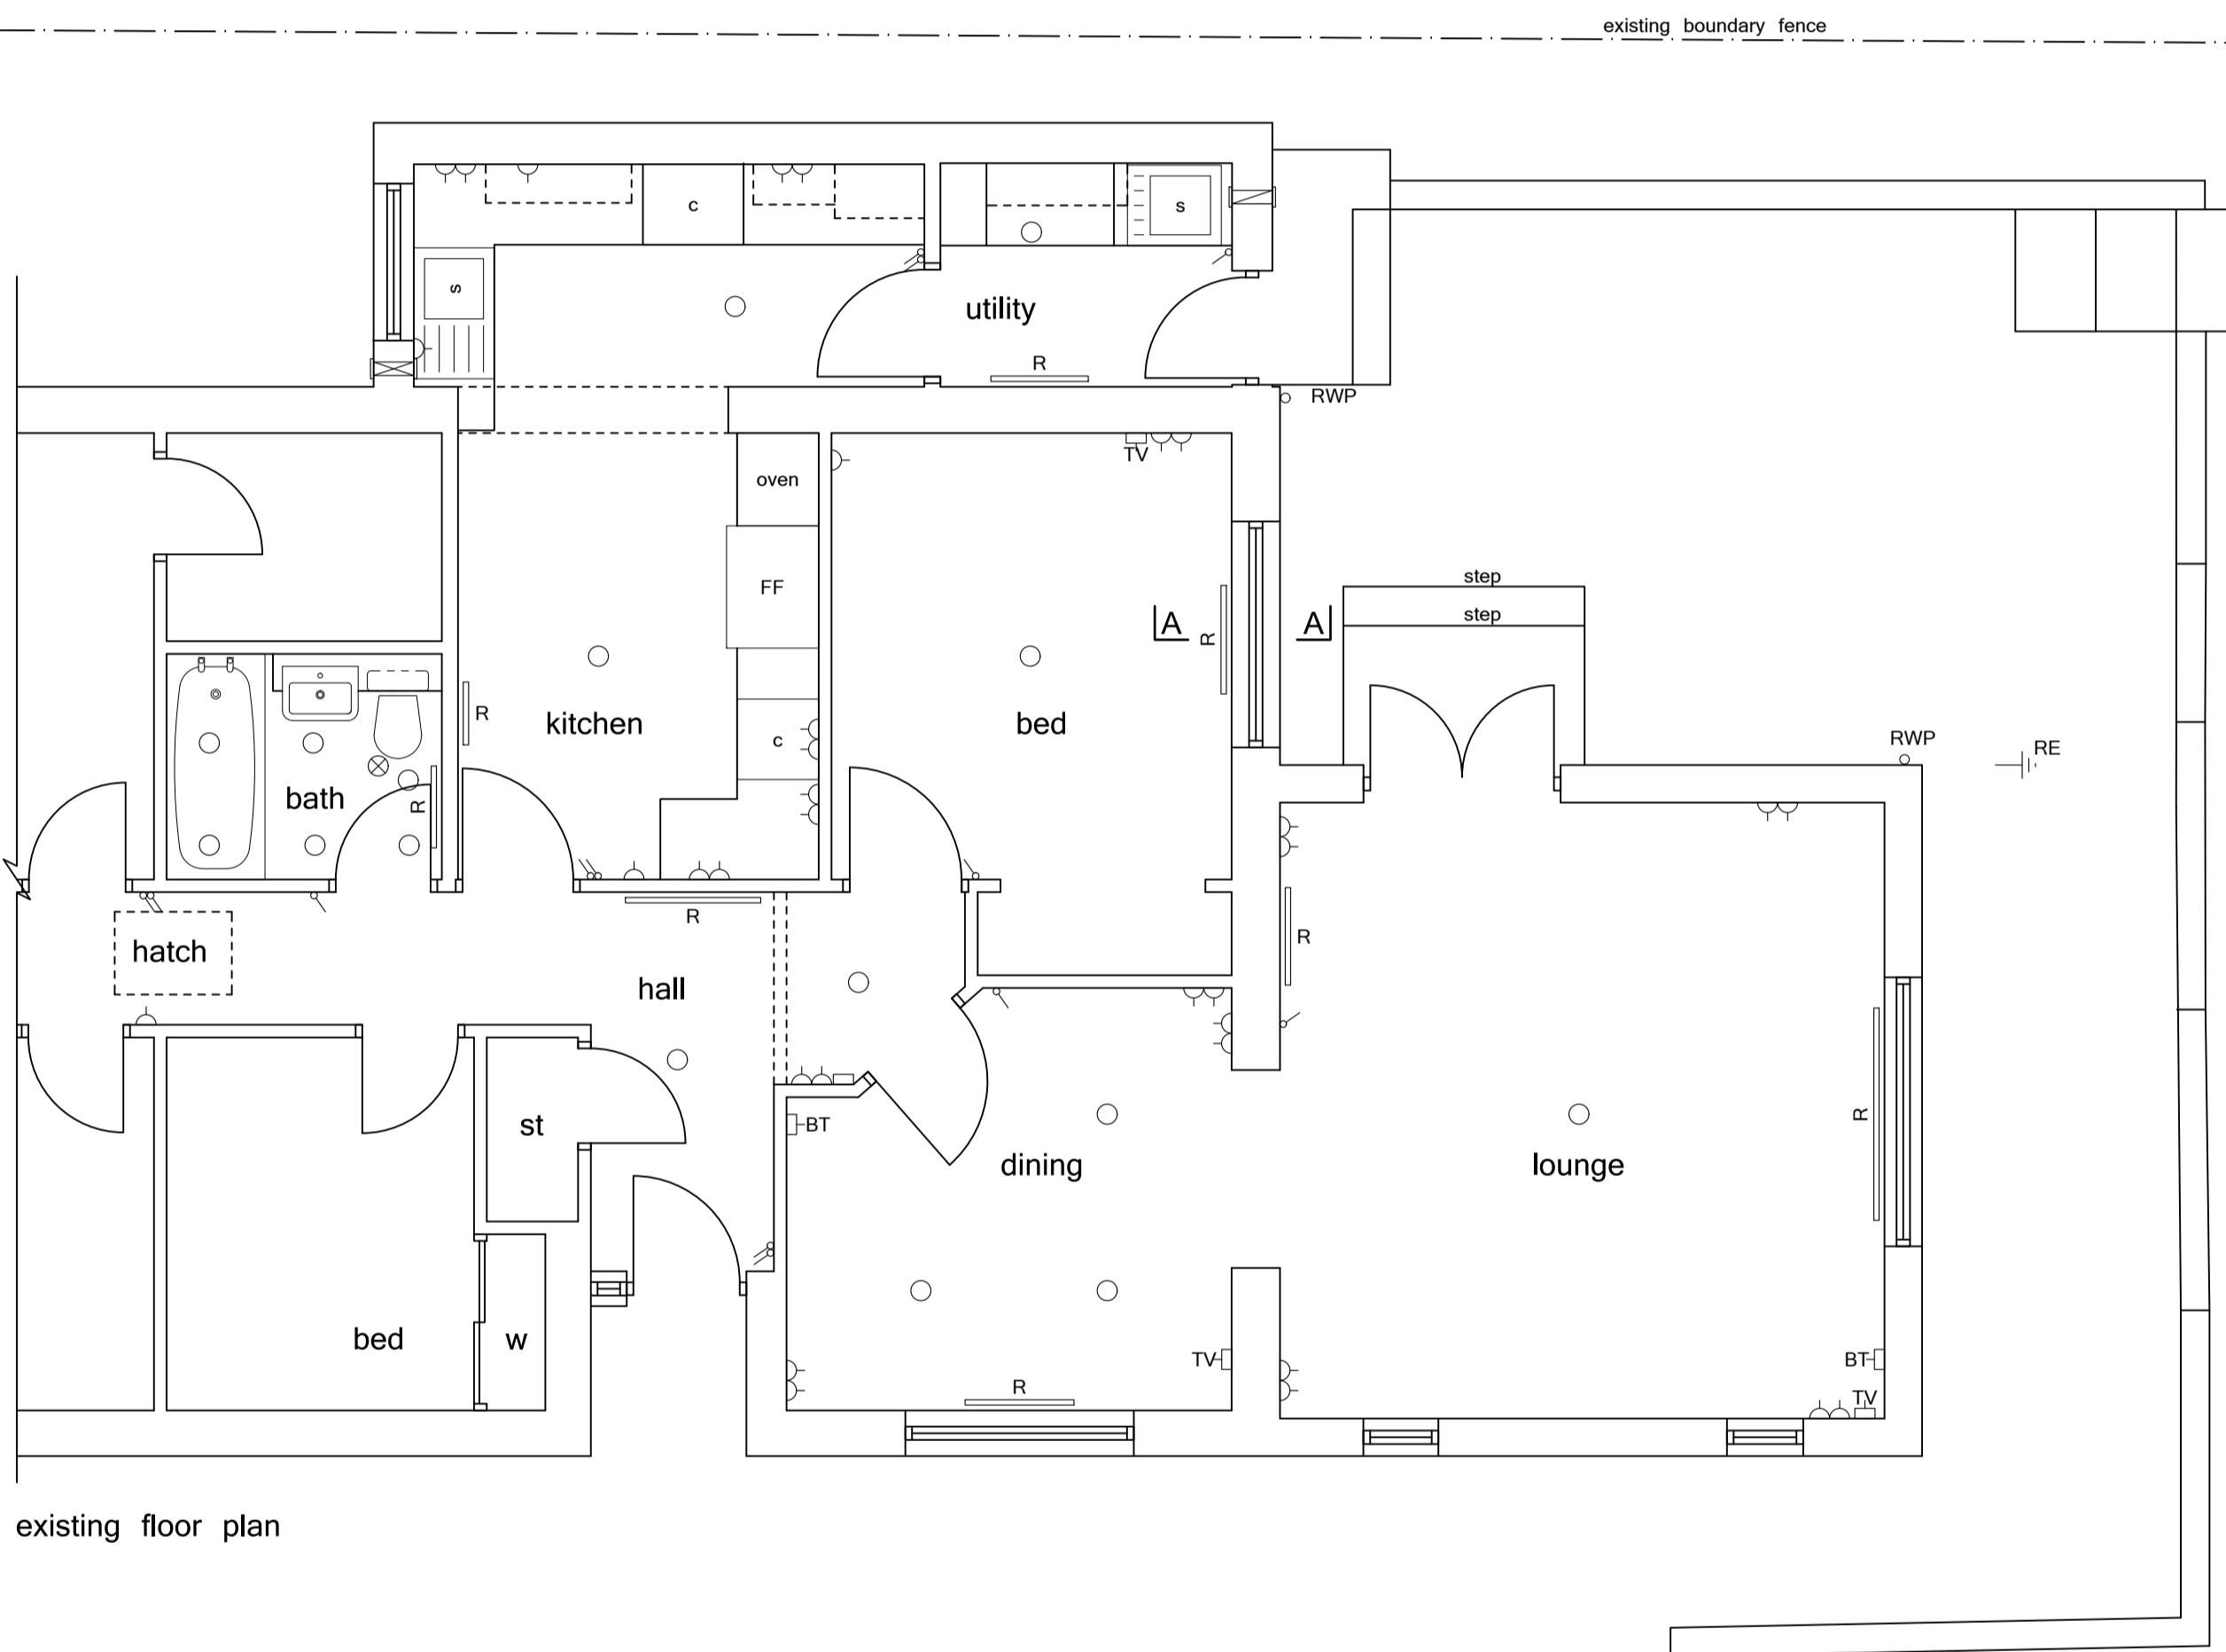 existing boundary fence
c
s
s
utility
R
RWP
TV
oven
FF
step
step
A
A
R
R
kitchen
bed
c
RWP
RE
bath
R
R
hatch
R
hall
st
BT
dining
lounge
R
bed
w
TV
BT
R
TV
existing floor plan